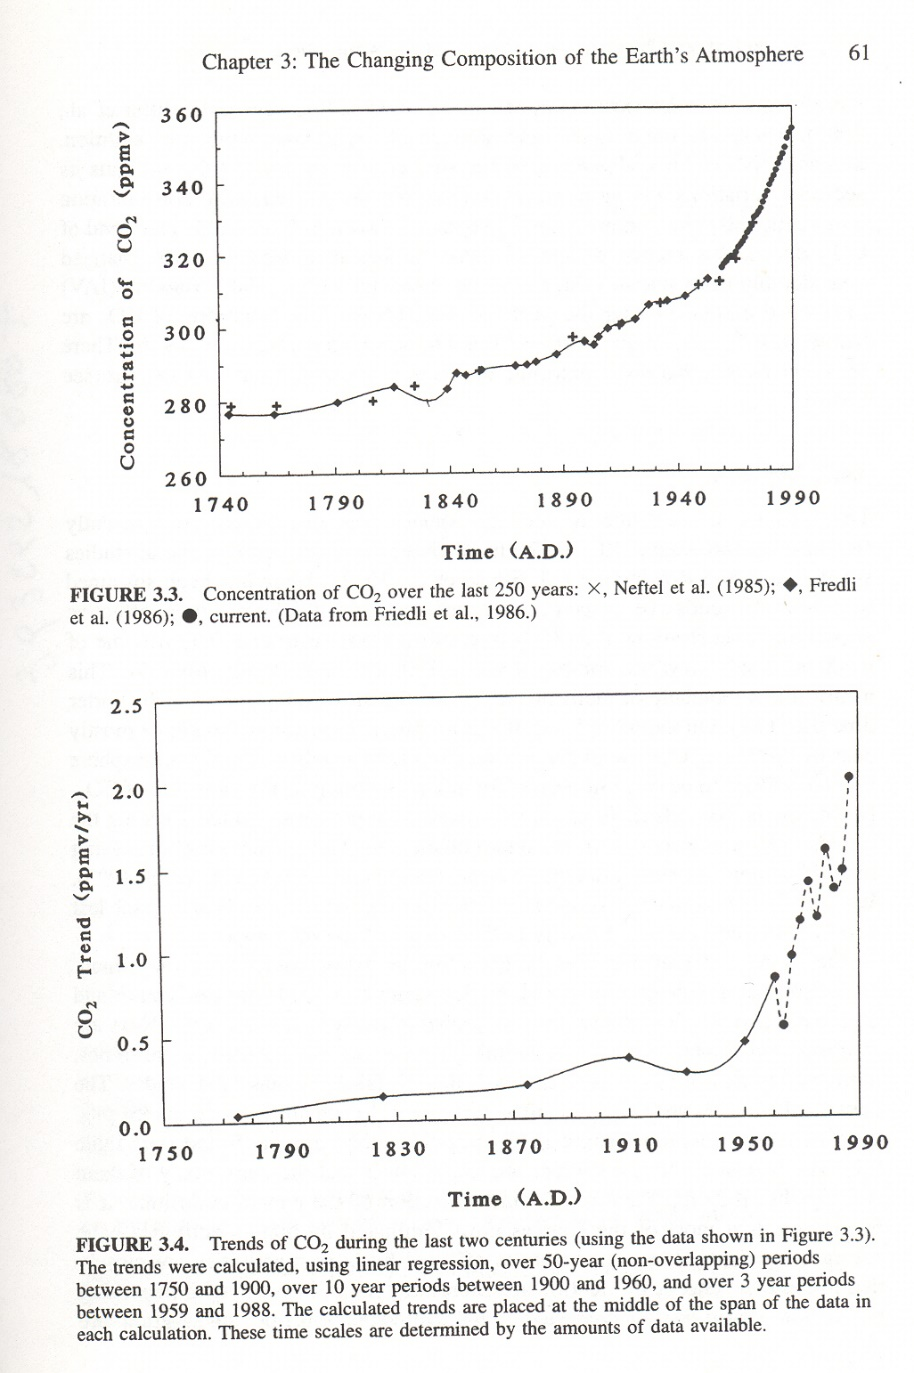 Chapter 3: The Changing Composition of the Earth's Atmosphere 61
Concentration of CO₂ (ppmv)
360
340
320
300
280
260
1740 1790 1840 1890 1940 1990
Time (A.D.)
FIGURE 3.3. Concentration of CO₂ over the last 250 years: ×, Neftel et al. (1985); ◆, Fredli
et al. (1986); ●, current. (Data from Friedli et al., 1986.)
CO₂ Trend (ppmv/yr)
2.5
2.0
1.5
1.0
0.5
0.0
1750 1790 1830 1870 1910 1950 1990
Time (A.D.)
FIGURE 3.4. Trends of CO₂ during the last two centuries (using the data shown in Figure 3.3).
The trends were calculated, using linear regression, over 50-year (non-overlapping) periods
between 1750 and 1900, over 10 year periods between 1900 and 1960, and over 3 year periods
between 1959 and 1988. The calculated trends are placed at the middle of the span of the data in
each calculation. These time scales are determined by the amounts of data available.